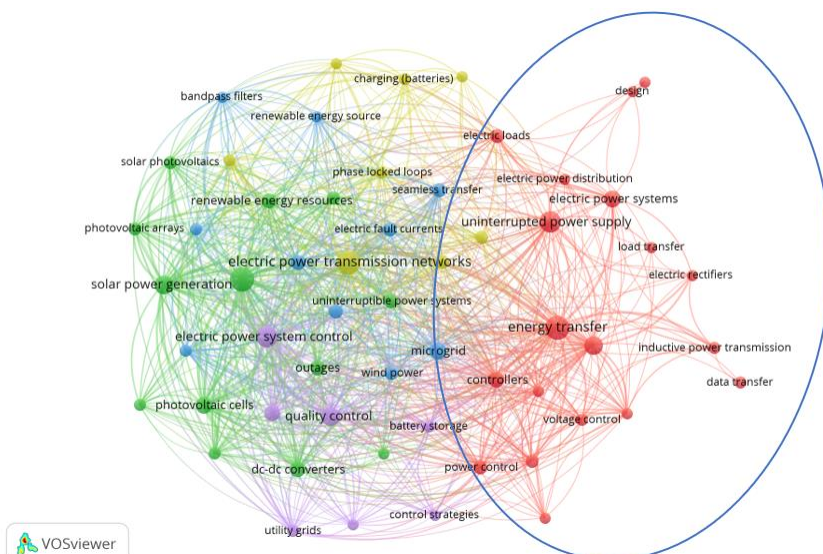 charging (batteries)
design
bandpass filters
renewable energy source
electric loads
solar photovoltaics
phase locked loops
electric power distribution
seamless transfer
renewable energy resources
electric power systems
uninterrupted power supply
photovoltaic arrays
electric fault currents
load transfer
electric power transmission networks
electric rectifiers
solar power generation
uninterruptible power systems
energy transfer
electric power system control
microgrid
inductive power transmission
outages
wind power
controllers
data transfer
photovoltaic cells
quality control
voltage control
battery storage
dc-dc converters
power control
control strategies
utility grids
VOSviewer